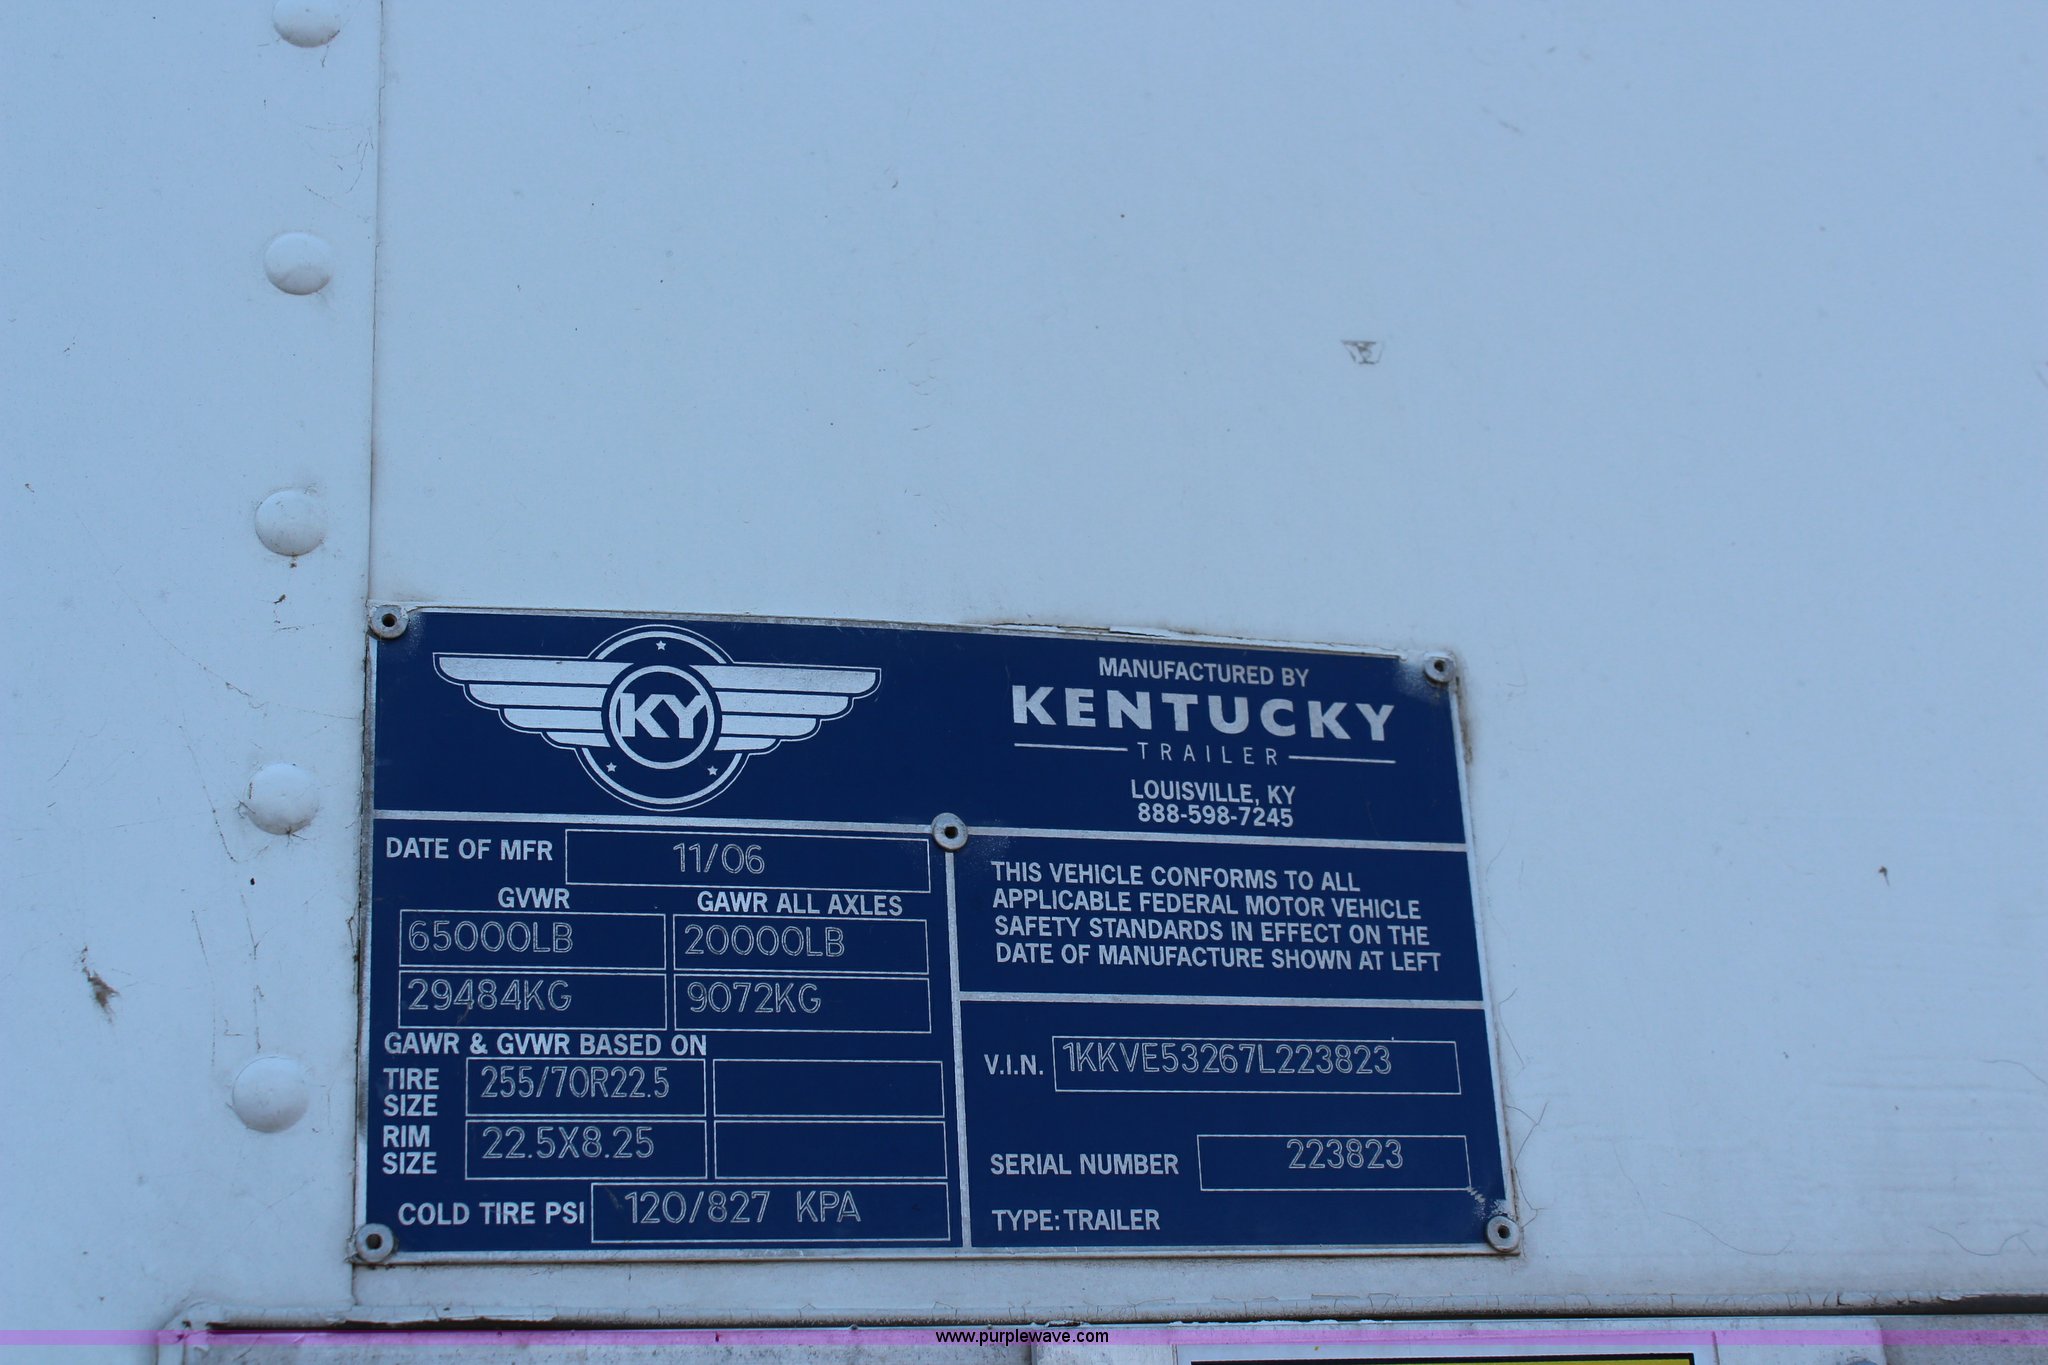 KY
MANUFACTURED BY
KENTUCKY
TRAILER
LOUISVILLE, KY
888-598-7245
DATE OF MFR 11/06
GVWR GAWR ALL AXLES
65000LB 20000LB
29484KG 9072KG
GAWR & GVWR BASED ON
TIRE SIZE 255/70R22.5
RIM SIZE 22.5X8.25
COLD TIRE PSI 120/827 KPA
THIS VEHICLE CONFORMS TO ALL
APPLICABLE FEDERAL MOTOR VEHICLE
SAFETY STANDARDS IN EFFECT ON THE
DATE OF MANUFACTURE SHOWN AT LEFT
V.I.N. 1KKVE53267L223823
SERIAL NUMBER 223823
TYPE: TRAILER
www.purplewave.com